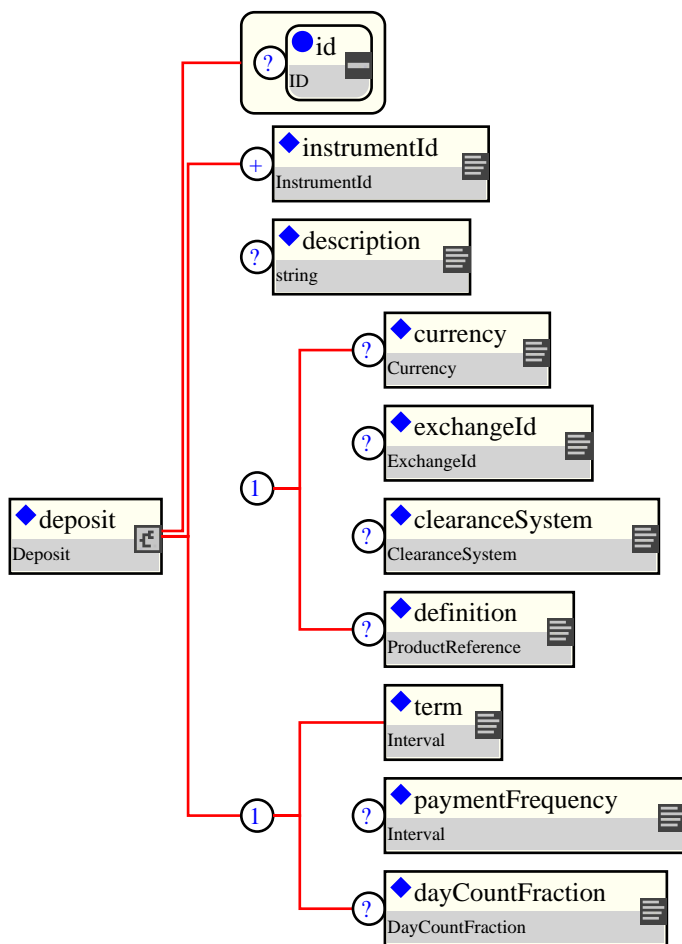 ? id
ID
+ instrumentId
InstrumentId
? description
string
? currency
Currency
? exchangeId
ExchangeId
1
? clearanceSystem
ClearanceSystem
deposit
Deposit
? definition
ProductReference
term
Interval
1
? paymentFrequency
Interval
? dayCountFraction
DayCountFraction